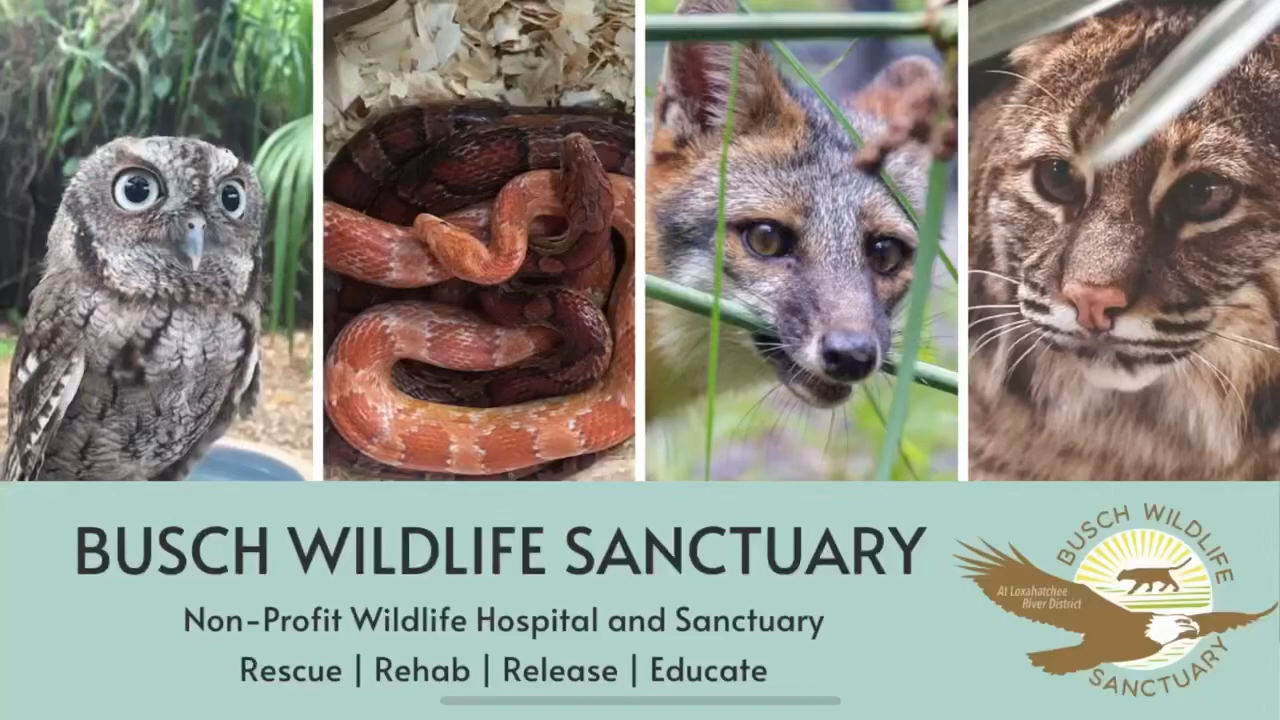 BUSCH WILDLIFE SANCTUARY
Non-Profit Wildlife Hospital and Sanctuary
Rescue | Rehab | Release | Educate
BUSCH WILDLIFE
At Loxahatchee
River District
SANCTUARY